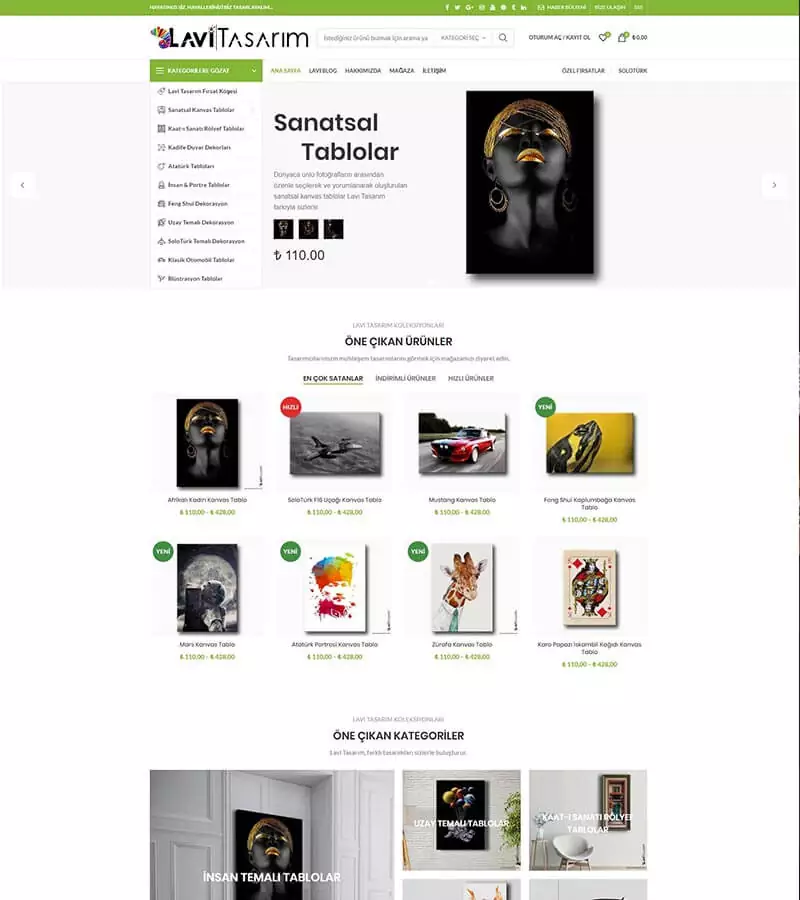 HAYATINIZI SİZ, HAYALLERİNİZİ BİZ TASARLAYALIM...
HABER BÜLTENİ
BİZE ULAŞIN
SSS
LAVİ TASARIM
İstediğiniz ürünü bulmak için arama ya
KATEGORİ SEÇ
OTURUM AÇ / KAYIT OL
₺ 0,00
KATEGORİLERE GÖZAT
ANA SAYFA
LAVİ BLOG
HAKKIMIZDA
MAĞAZA
İLETİŞİM
ÖZEL FIRSATLAR
SOLOTÜRK
Lavi Tasarım Fırsat Köşesi
Sanatsal Kanvas Tablolar
Kaat-ı Sanatı Rölyef Tablolar
Kadife Duvar Dekorları
Atatürk Tabloları
İnsan & Portre Tablolar
Feng Shui Dekorasyon
Uzay Temalı Dekorasyon
SoloTürk Temalı Dekorasyon
Klasik Otomobil Tablolar
İllüstrasyon Tablolar
Sanatsal
Tablolar
Dünyaca ünlü fotoğrafların arasından
özenle seçilerek ve yorumlanarak oluşturulan
sanatsal kanvas tablolar Lavi Tasarım
farkıyla sizlerle
₺ 110.00
LAVİ TASARIM KOLEKSİYONLARI
ÖNE ÇIKAN ÜRÜNLER
Tasarımcılarımızın muhteşem tasarımlarını görmek için mağazamızı ziyaret edin.
EN ÇOK SATANLAR
İNDİRİMLİ ÜRÜNLER
HIZLI ÜRÜNLER
HIZLI
YENİ
Afrikalı Kadın Kanvas Tablo
₺ 110,00 - ₺ 428,00
SoloTürk F16 Uçağı Kanvas Tablo
₺ 110,00 - ₺ 428,00
Mustang Kanvas Tablo
₺ 110,00 - ₺ 428,00
Feng Shui Kaplumbağa Kanvas
Tablo
₺ 110,00 - ₺ 428,00
YENİ
YENİ
YENİ
Mars Kanvas Tablo
₺ 110,00 - ₺ 428,00
Atatürk Portresi Kanvas Tablo
₺ 110,00 - ₺ 428,00
Zürafa Kanvas Tablo
₺ 110,00 - ₺ 428,00
Karo Papazı İskambil Kağıdı Kanvas
Tablo
₺ 110,00 - ₺ 428,00
LAVİ TASARIM KOLEKSİYONLARI
ÖNE ÇIKAN KATEGORİLER
Lavi Tasarım, farklı tasarımları sizlerle buluşturur.
İNSAN TEMALI TABLOLAR
UZAY TEMALI TABLOLAR
KAAT-I SANATI RÖLYEF
TABLOLAR